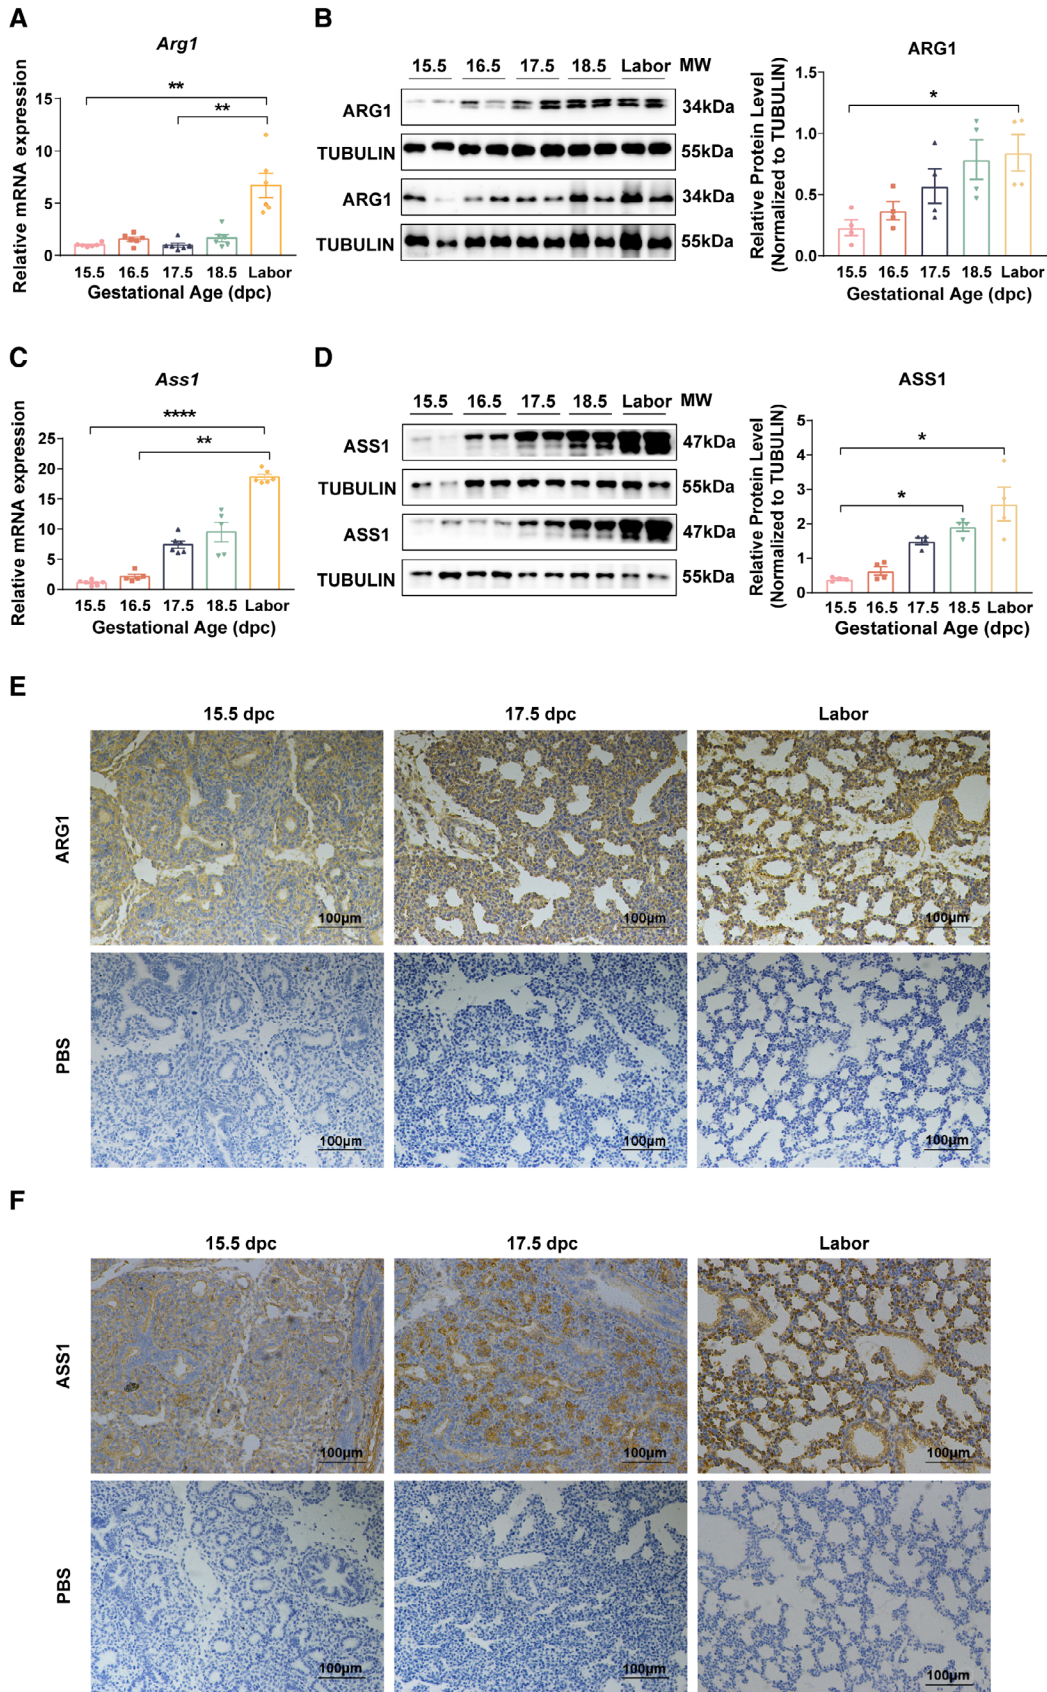 A
Arg1
Relative mRNA expression
15
10
5
0
**
**
15.5 16.5 17.5 18.5 Labor
Gestational Age (dpc)
B
15.5 16.5 17.5 18.5 Labor MW
ARG1 34kDa
TUBULIN 55kDa
ARG1 34kDa
TUBULIN 55kDa
ARG1
Relative Protein Level
(Normalized to TUBULIN)
1.5
1.0
0.5
0.0
*
15.5 16.5 17.5 18.5 Labor
Gestational Age (dpc)
C
Ass1
Relative mRNA expression
25
20
15
10
5
0
****
**
15.5 16.5 17.5 18.5 Labor
Gestational Age (dpc)
D
15.5 16.5 17.5 18.5 Labor MW
ASS1 47kDa
TUBULIN 55kDa
ASS1 47kDa
TUBULIN 55kDa
ASS1
Relative Protein Level
(Normalized to TUBULIN)
5
4
3
2
1
0
*
*
15.5 16.5 17.5 18.5 Labor
Gestational Age (dpc)
E
15.5 dpc 17.5 dpc Labor
ARG1
100μm 100μm 100μm
PBS
100μm 100μm 100μm
F
15.5 dpc 17.5 dpc Labor
ASS1
100μm 100μm 100μm
PBS
100μm 100μm 100μm